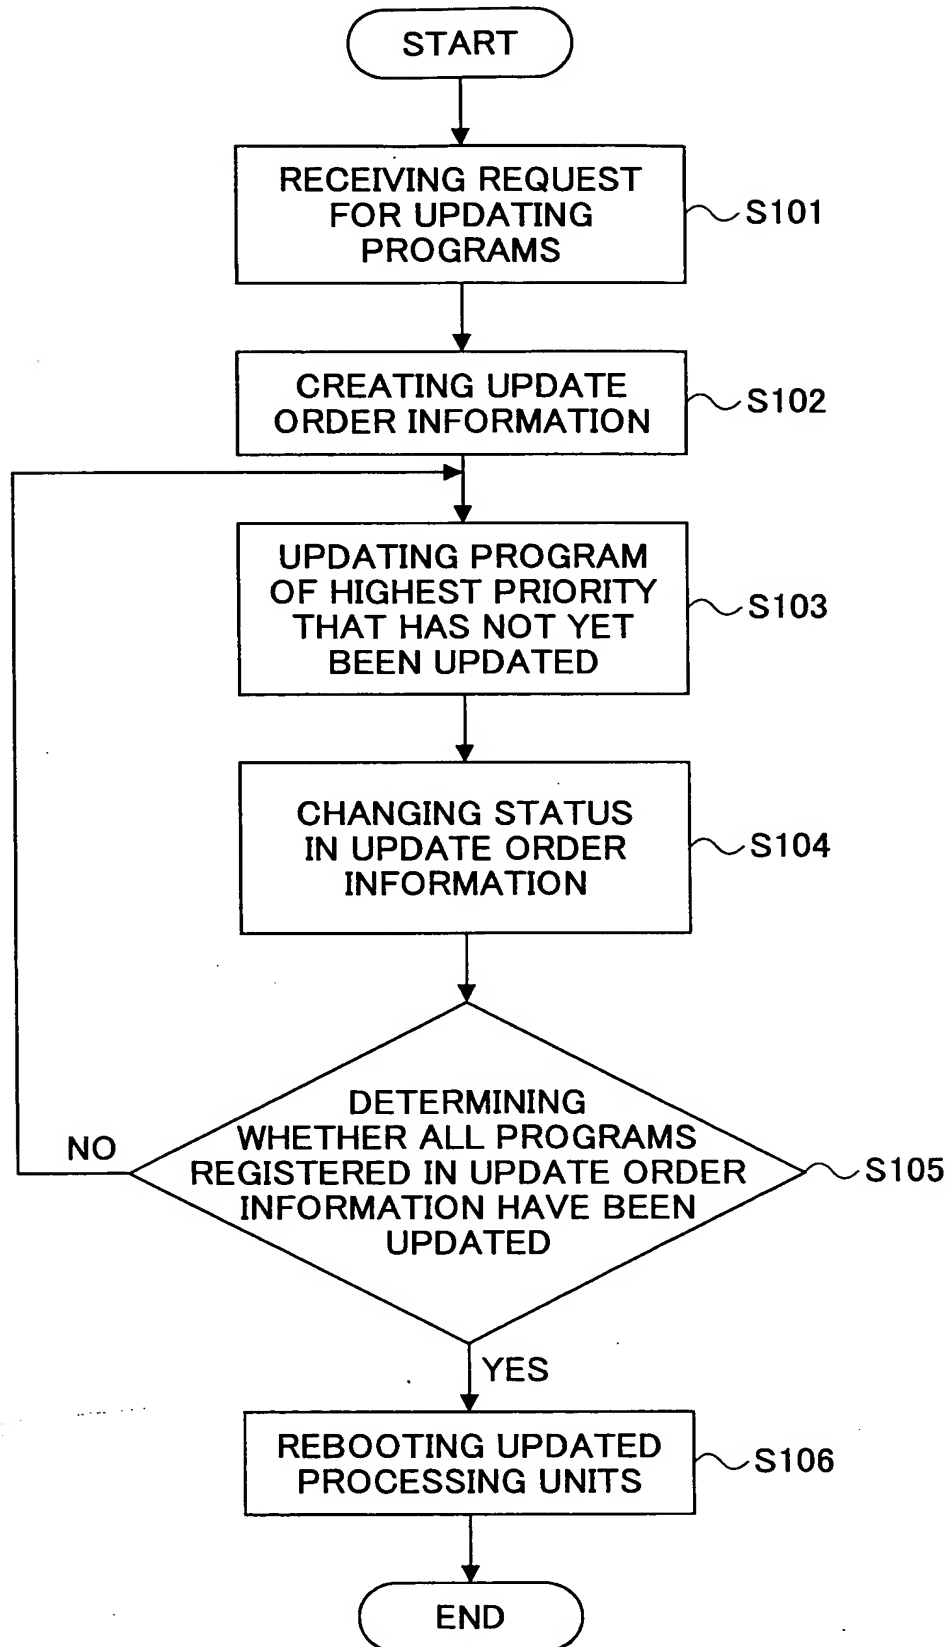 START
RECEIVING REQUEST
FOR UPDATING
PROGRAMS
S101
CREATING UPDATE
ORDER INFORMATION
S102
UPDATING PROGRAM
OF HIGHEST PRIORITY
THAT HAS NOT YET
BEEN UPDATED
S103
CHANGING STATUS
IN UPDATE ORDER
INFORMATION
S104
DETERMINING
WHETHER ALL PROGRAMS
REGISTERED IN UPDATE ORDER
INFORMATION HAVE BEEN
UPDATED
S105
NO
YES
REBOOTING UPDATED
PROCESSING UNITS
S106
END